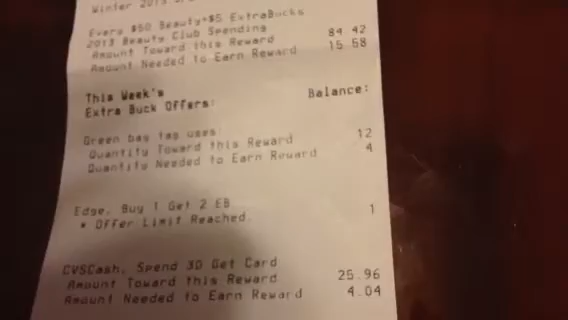 Winter 2013
Every $50 Beauty=$5 ExtraBucks
2013 Beauty Club Spending
Amount Toward this Reward 84.42
Amount Needed to Earn Reward 15.58
This Week's
Extra Buck Offers: Balance:
Green bag tag uses
Quantity Toward this Reward 12
Quantity Needed to Earn Reward 4
Edge, Buy 1 Get 2 EB
* Offer Limit Reached. 1
CVSCash, Spend 30 Get Card
Amount Toward this Reward 25.96
Amount Needed to Earn Reward 4.04